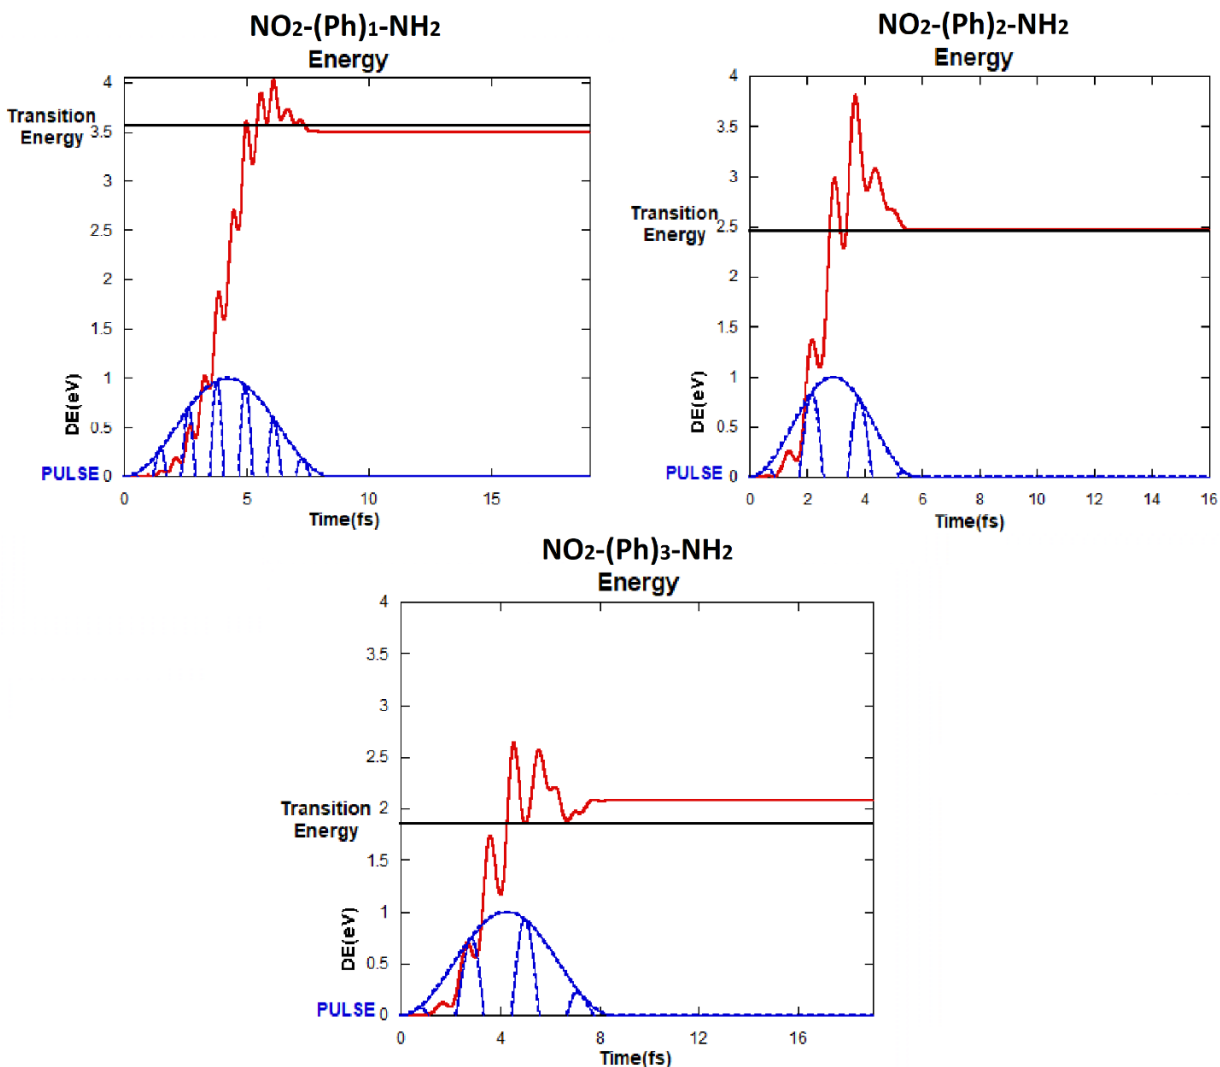 NO₂-(Ph)₁-NH₂
Energy
4
Transition
Energy
3.5
3
2.5
2
1.5
1
0.5
0
DE(eV)
PULSE
0 5 10 15
Time(fs)
NO₂-(Ph)₂-NH₂
Energy
4
3.5
3
Transition
Energy
2.5
2
1.5
1
0.5
0
DE(eV)
PULSE
0 2 4 6 8 10 12 14 16
Time(fs)
NO₂-(Ph)₃-NH₂
Energy
4
3.5
3
2.5
2
Transition
Energy
1.5
1
0.5
0
DE(eV)
PULSE
0 4 8 12 16
Time(fs)